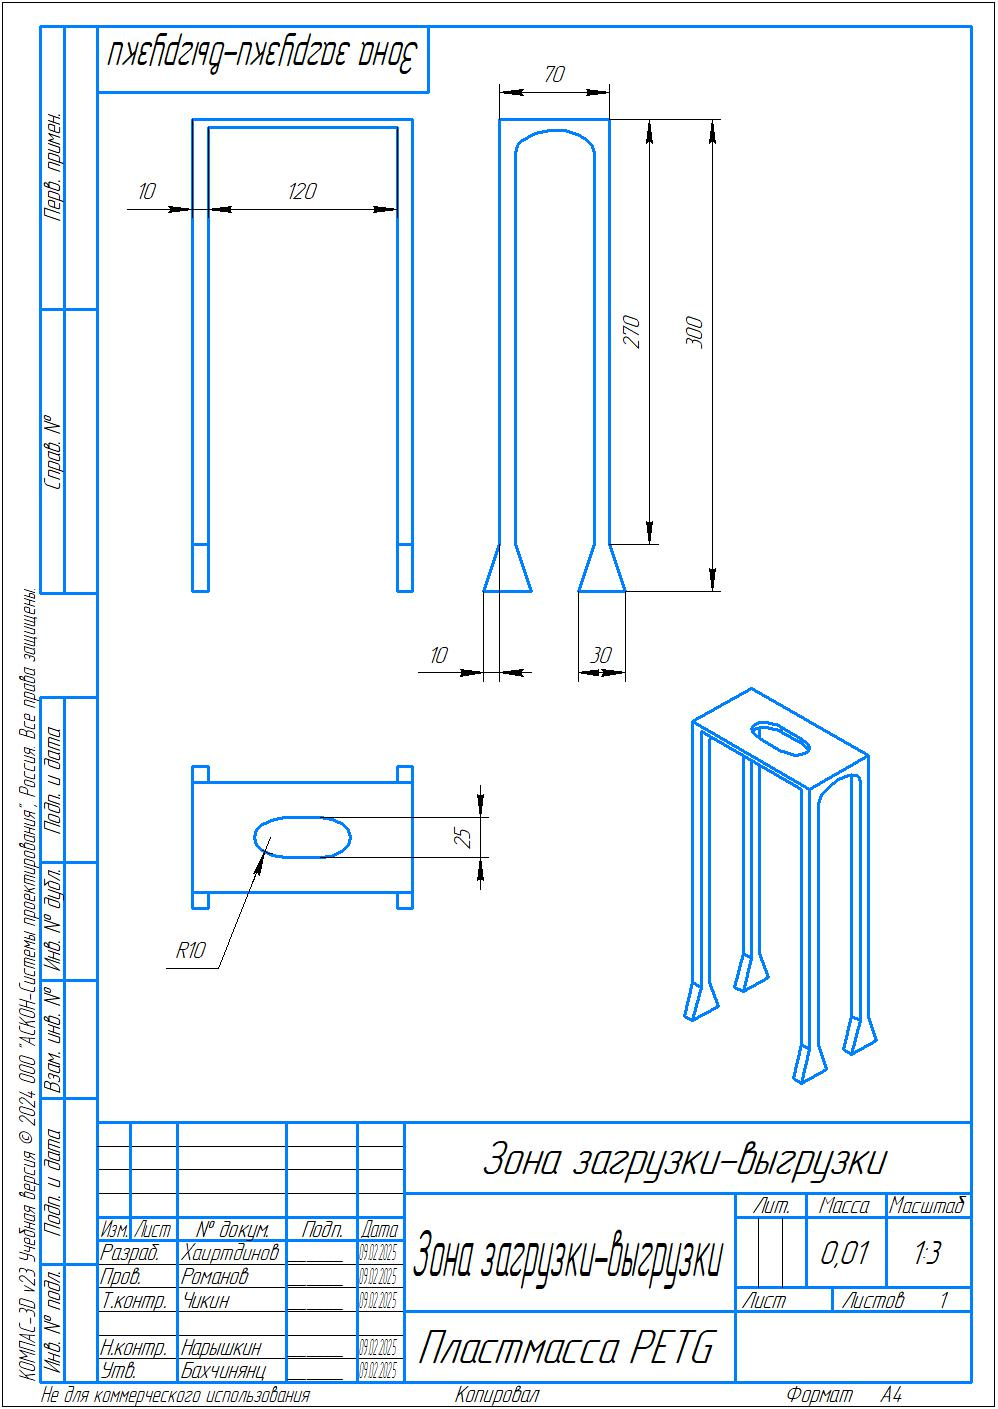 Зона загрузки-выгрузки
Перв. примен.
Справ. №
Подп. и дата
Инв. № дубл.
Взам. инв. №
Подп. и дата
Инв. № подл.
КОМПАС-3D v23 Учебная версия © 2024 ООО "АСКОН-Системы проектирования", Россия. Все права защищены.
70
10
120
270
300
10
30
25
R10
Зона загрузки-выгрузки
Лит. Масса Масштаб
Изм. Лист № докум. Подп. Дата
Разраб. Хаиртдинов 09.02.2025
Пров. Романов 09.02.2025
Т.контр. Чикин 09.02.2025
Н.контр. Нарышкин 09.02.2025
Утв. Бахчинянц 09.02.2025
Зона загрузки-выгрузки
0,01 1:3
Лист Листов 1
Пластмасса PETG
Не для коммерческого использования Копировал Формат А4